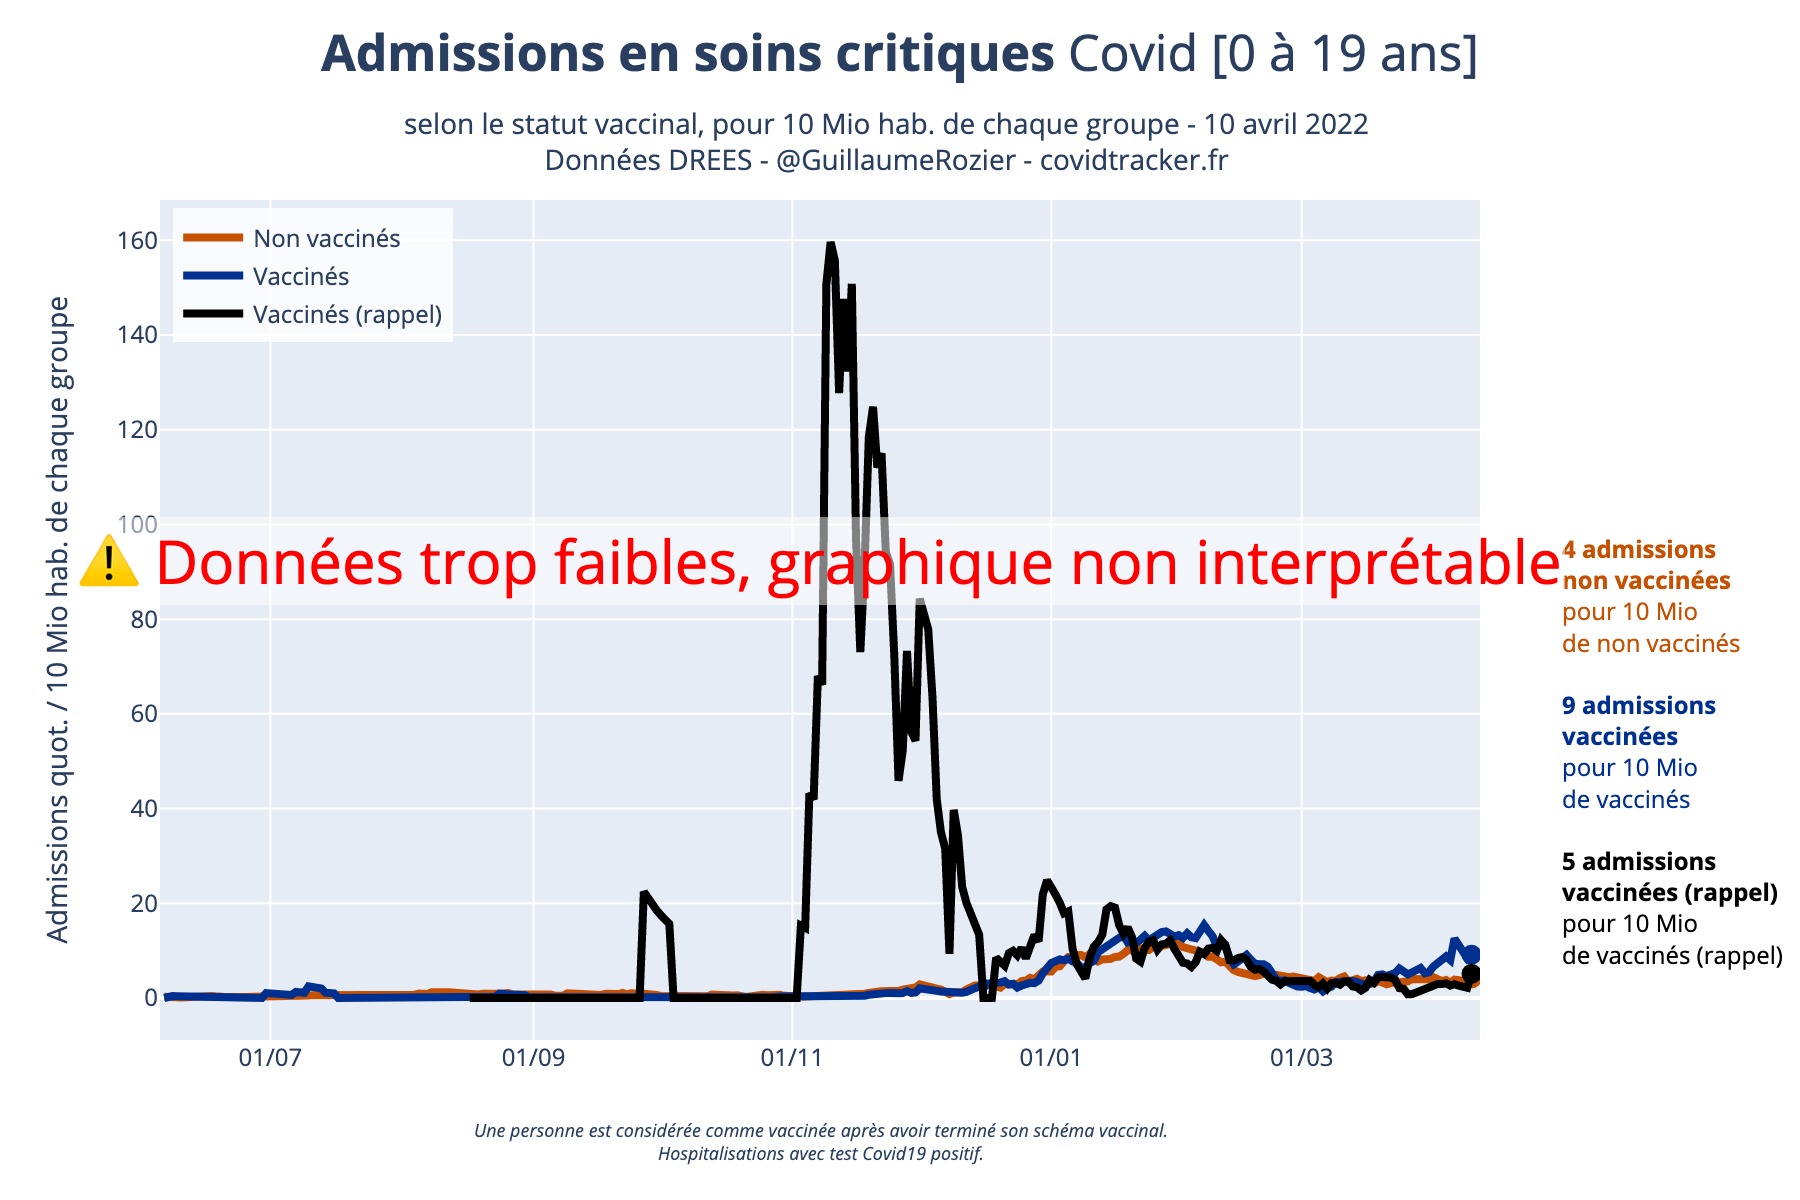 Admissions en soins critiques Covid [0 à 19 ans]
selon le statut vaccinal, pour 10 Mio hab. de chaque groupe - 10 avril 2022
Données DREES - @GuillaumeRozier - covidtracker.fr
Non vaccinés
Vaccinés
Vaccinés (rappel)
Admissions quot. / 10 Mio hab. de chaque groupe
160
140
120
100
80
60
40
20
0
⚠️ Données trop faibles, graphique non interprétable
4 admissions
non vaccinées
pour 10 Mio
de non vaccinés
9 admissions
vaccinées
pour 10 Mio
de vaccinés
5 admissions
vaccinées (rappel)
pour 10 Mio
de vaccinés (rappel)
01/07
01/09
01/11
01/01
01/03
Une personne est considérée comme vaccinée après avoir terminé son schéma vaccinal.
Hospitalisations avec test Covid19 positif.